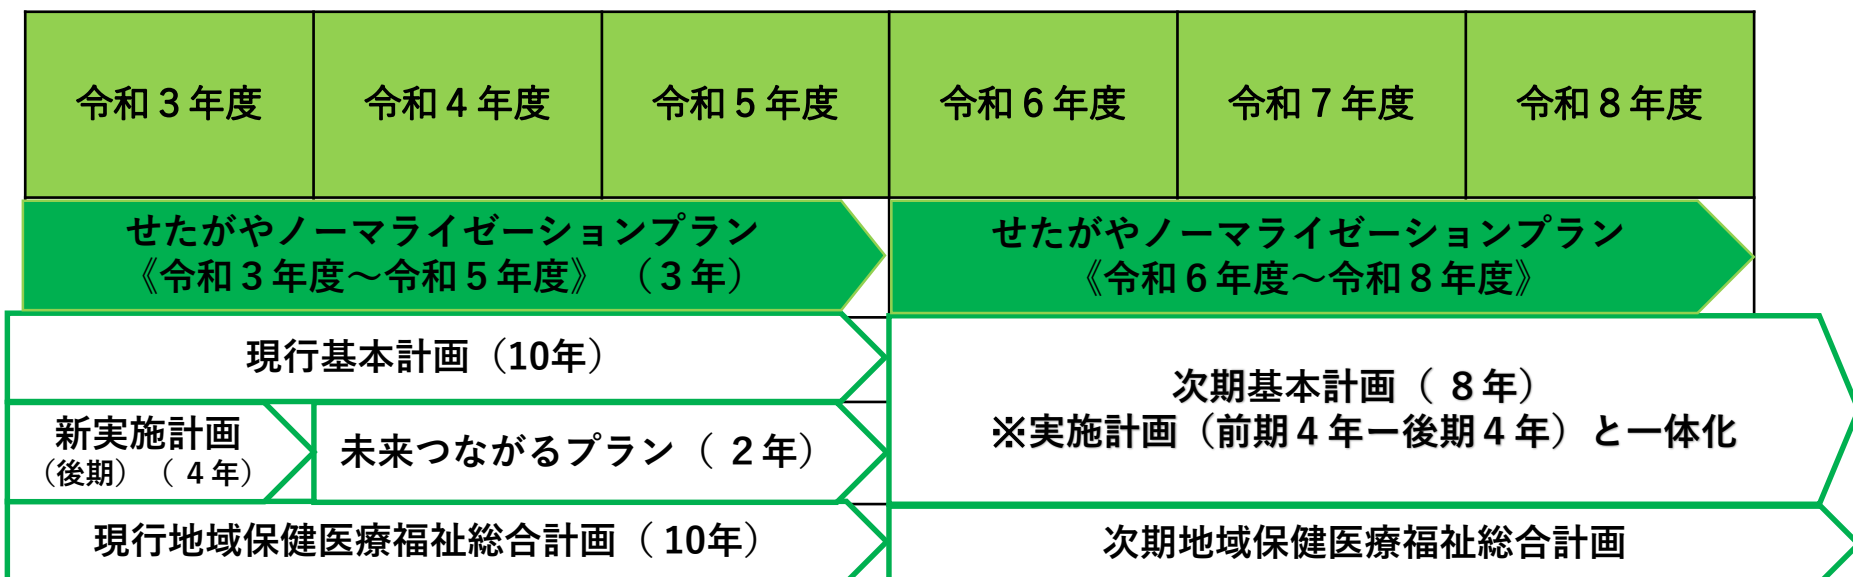 令和３年度
令和４年度
令和５年度
令和６年度
令和７年度
令和８年度
せたがやノーマライゼーションプラン
《令和３年度～令和５年度》（３年）
せたがやノーマライゼーションプラン
《令和６年度～令和８年度》
現行基本計画（10年）
次期基本計画（８年）
※実施計画（前期４年ー後期４年）と一体化
新実施計画
（後期）（４年）
未来つながるプラン（２年）
現行地域保健医療福祉総合計画（10年）
次期地域保健医療福祉総合計画